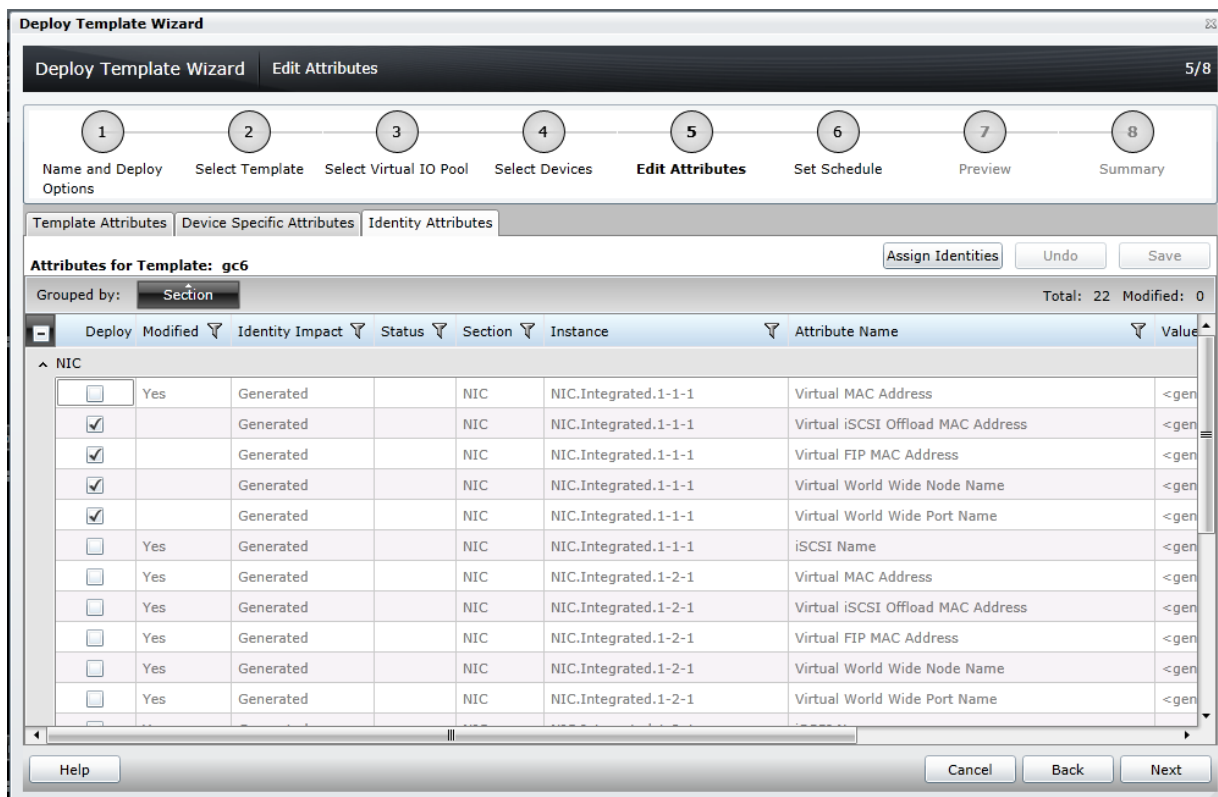 Deploy Template Wizard
Deploy Template Wizard Edit Attributes 5/8
1 2 3 4 5 6 7 8
Name and Deploy Options Select Template Select Virtual IO Pool Select Devices Edit Attributes Set Schedule Preview Summary
Template Attributes Device Specific Attributes Identity Attributes
Attributes for Template: gc6 Assign Identities Undo Save
Grouped by: Section Total: 22 Modified: 0
Deploy Modified Identity Impact Status Section Instance Attribute Name Value
NIC
Yes Generated NIC NIC.Integrated.1-1-1 Virtual MAC Address <gen
Generated NIC NIC.Integrated.1-1-1 Virtual iSCSI Offload MAC Address <gen
Generated NIC NIC.Integrated.1-1-1 Virtual FIP MAC Address <gen
Generated NIC NIC.Integrated.1-1-1 Virtual World Wide Node Name <gen
Generated NIC NIC.Integrated.1-1-1 Virtual World Wide Port Name <gen
Yes Generated NIC NIC.Integrated.1-1-1 iSCSI Name <gen
Yes Generated NIC NIC.Integrated.1-2-1 Virtual MAC Address <gen
Yes Generated NIC NIC.Integrated.1-2-1 Virtual iSCSI Offload MAC Address <gen
Yes Generated NIC NIC.Integrated.1-2-1 Virtual FIP MAC Address <gen
Yes Generated NIC NIC.Integrated.1-2-1 Virtual World Wide Node Name <gen
Yes Generated NIC NIC.Integrated.1-2-1 Virtual World Wide Port Name <gen
Help Cancel Back Next